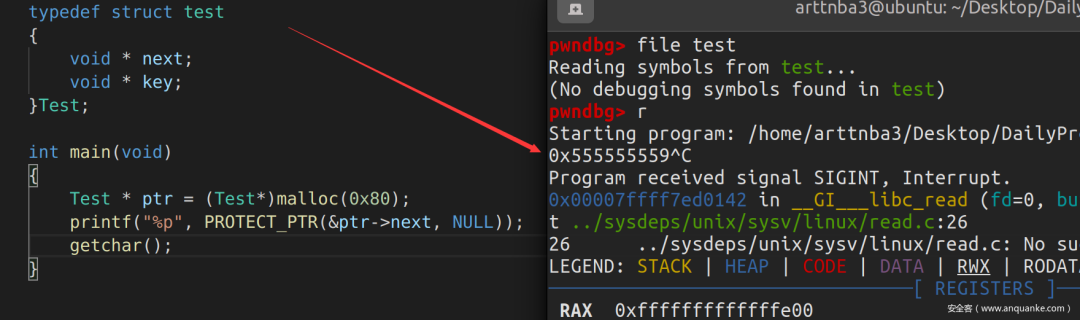 typedef struct test
{
void * next;
void * key;
}Test;
int main(void)
{
Test * ptr = (Test*)malloc(0x80);
printf("%p", PROTECT_PTR(&ptr->next, NULL));
getchar();
}
arttnba3@ubuntu: ~/Desktop/Daily
pwndbg> file test
Reading symbols from test...
(No debugging symbols found in test)
pwndbg> r
Starting program: /home/arttnba3/Desktop/DailyPr
0x555555559^C
Program received signal SIGINT, Interrupt.
0x00007ffff7ed0142 in __GI___libc_read (fd=0, bu
t ../sysdeps/unix/sysv/linux/read.c:26
26 ../sysdeps/unix/sysv/linux/read.c: No su
LEGEND: STACK | HEAP | CODE | DATA | RWX | RODATA
[ REGISTERS ]
RAX 0xfffffffffffffe00
安全客（www.anquanke.com）